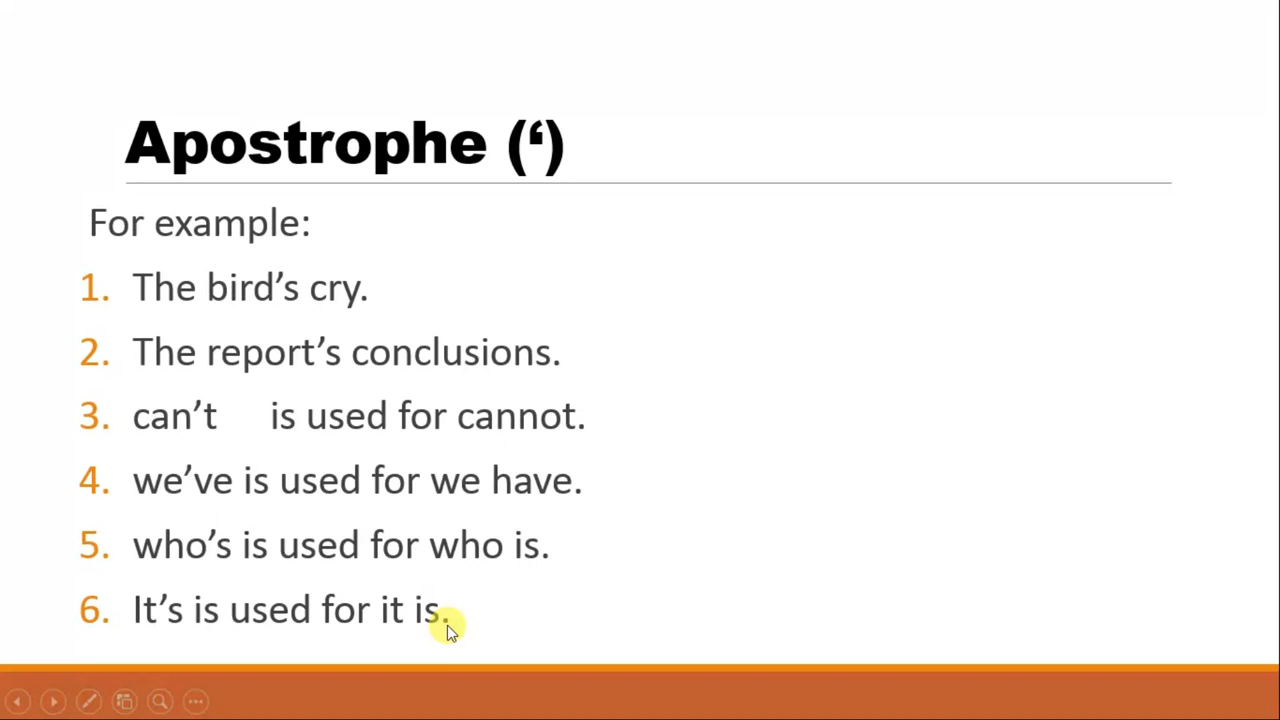 Apostrophe (‘)
For example:
1. The bird’s cry.
2. The report’s conclusions.
3. can’t is used for cannot.
4. we’ve is used for we have.
5. who’s is used for who is.
6. It’s is used for it is.